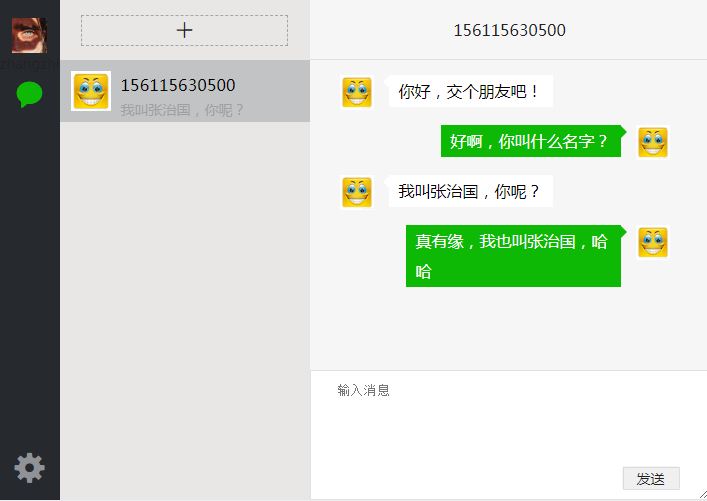 +
156115630500
zhangzh
156115630500
我叫张治国，你呢？
你好，交个朋友吧！
好啊，你叫什么名字？
我叫张治国，你呢？
真有缘，我也叫张治国，哈
哈
输入消息
发送